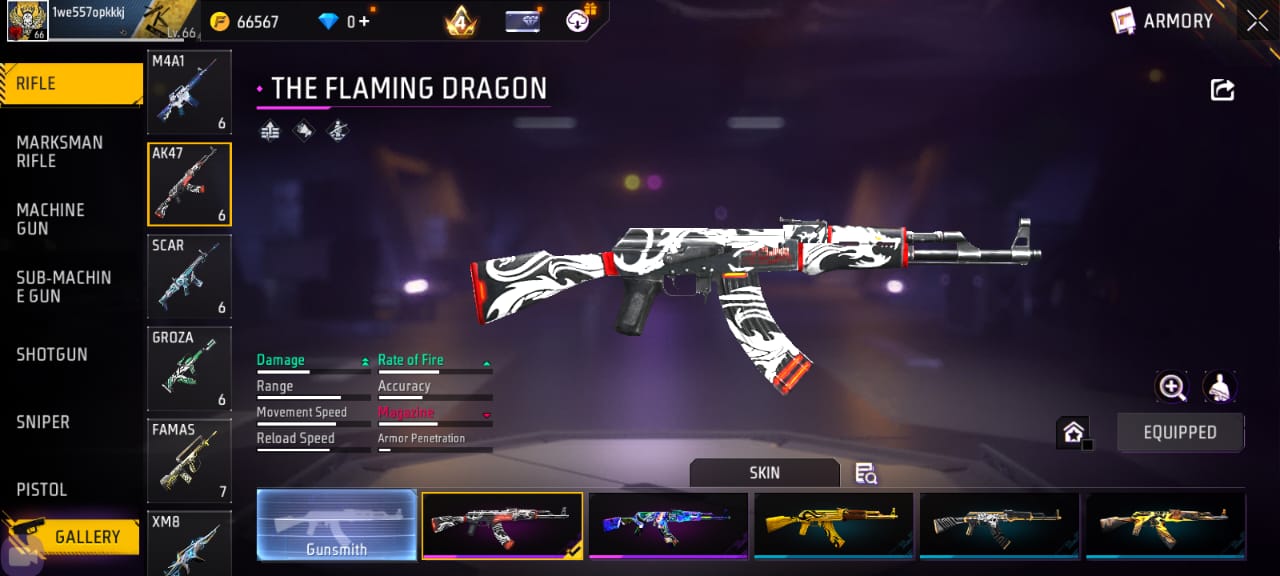 1we557opkkkj
66
Lv.66
66567
0+
4
ARMORY
RIFLE
MARKSMAN
RIFLE
MACHINE
GUN
SUB-MACHIN
E GUN
SHOTGUN
SNIPER
PISTOL
GALLERY
M4A1
6
AK47
6
SCAR
6
GROZA
6
FAMAS
7
XM8
THE FLAMING DRAGON
Damage
Rate of Fire
Range
Accuracy
Movement Speed
Magazine
Reload Speed
Armor Penetration
EQUIPPED
SKIN
Gunsmith